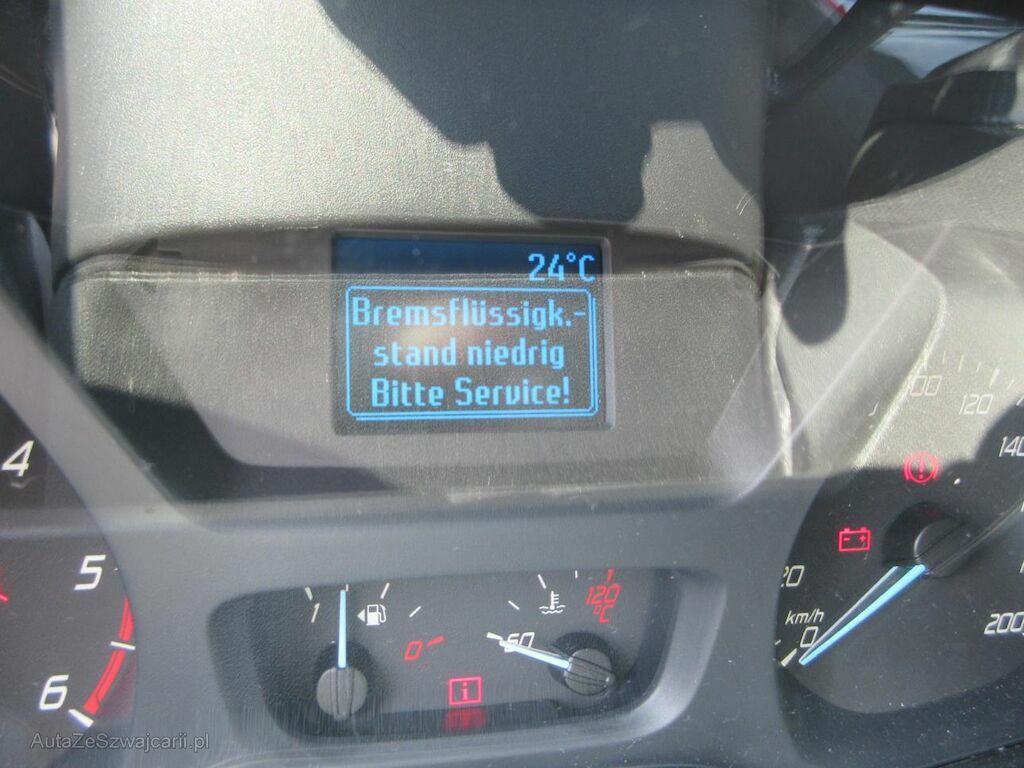 24°C
Bremsflüssigk.-
stand niedrig
Bitte Service!
4
5
6
1
0
60
120
°C
20
km/h
0
100
120
140
200
AutaZeSzwajcarii.pl